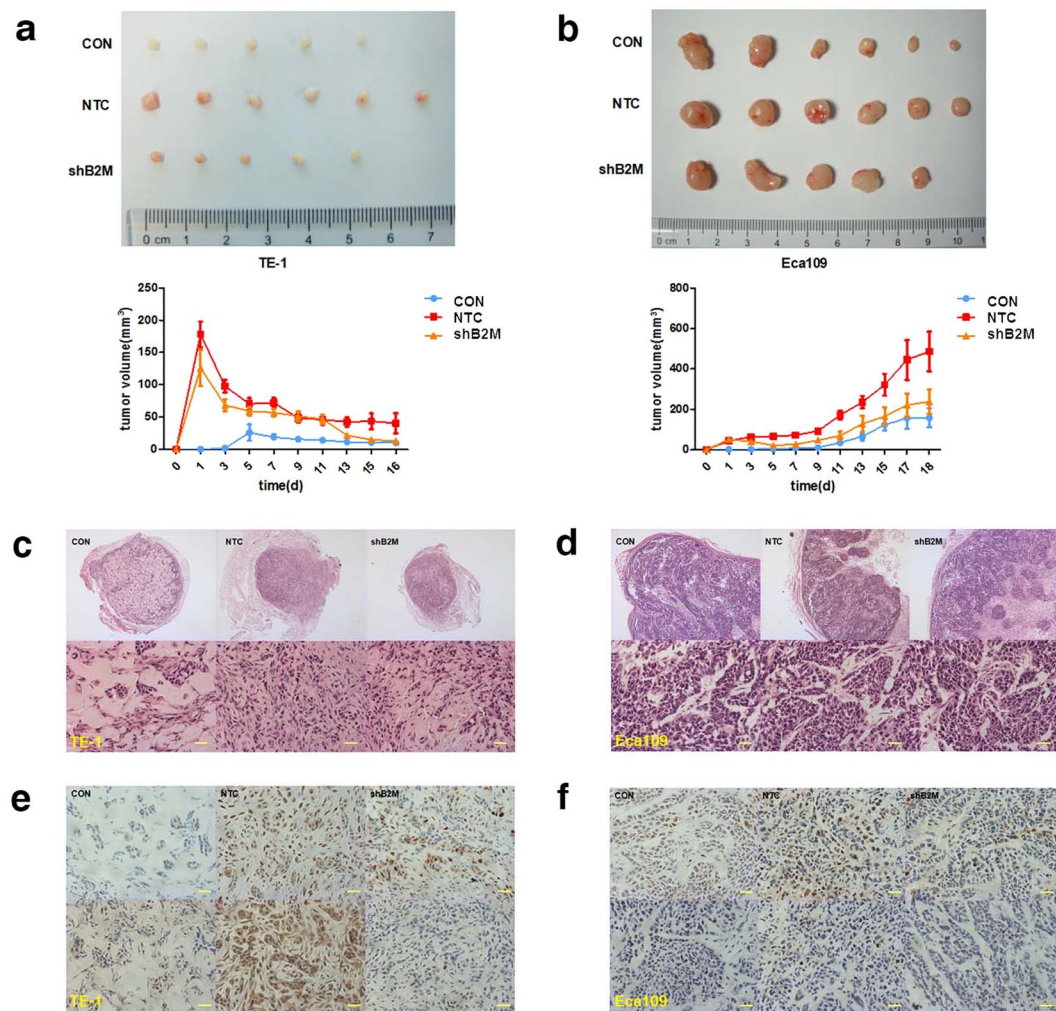 a
CON
NTC
shB2M
0 cm 1 2 3 4 5 6 7
TE-1
b
CON
NTC
shB2M
0 cm 1 2 3 4 5 6 7 8 9 10
Eca109
250
200
150
100
50
0
tumor volume(mm³)
0 1 3 5 7 9 11 13 15 16
time(d)
CON
NTC
shB2M
800
600
400
200
0
tumor volume(mm³)
0 1 3 5 7 9 11 13 15 17 18
time(d)
CON
NTC
shB2M
c
CON NTC shB2M
TE-1
d
CON NTC shB2M
Eca109
e
CON NTC shB2M
TE-1
f
CON NTC shB2M
Eca109